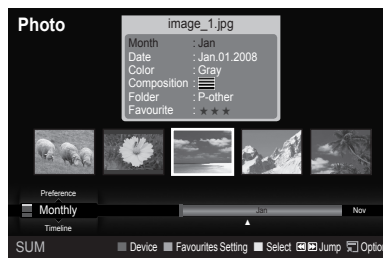 Photo
image_1.jpg
Month : Jan
Date : Jan.01.2008
Color : Gray
Composition :
Folder : P-other
Favourite : ★★★
Preference
Monthly
Timeline
Jan
Nov
SUM
Device Favourites Setting Select Jump Optio